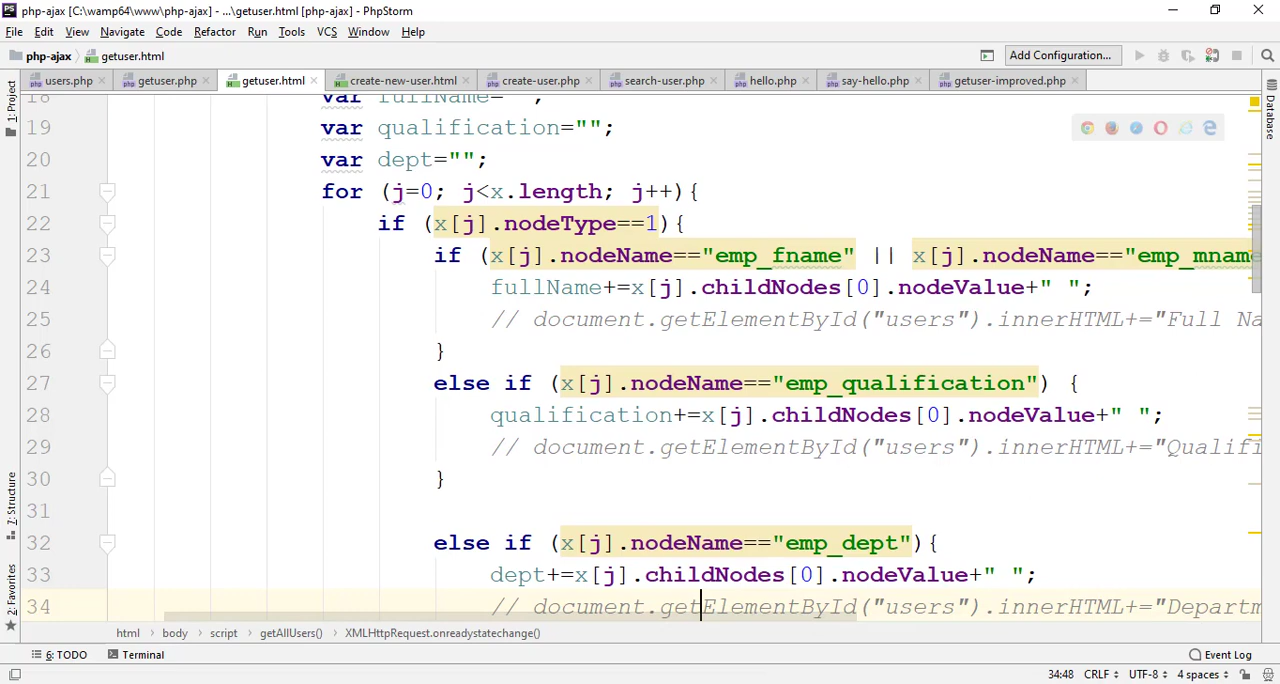 php-ajax [C:\wamp64\www\php-ajax] - ...\getuser.html [php-ajax] - PhpStorm
File Edit View Navigate Code Refactor Run Tools VCS Window Help
php-ajax getuser.html Add Configuration...
users.php getuser.php getuser.html create-new-user.html create-user.php search-user.php hello.php say-hello.php getuser-improved.php
1: Project
Database
18 var fullName=" ";
19 var qualification="";
20 var dept="";
21 for (j=0; j<x.length; j++){
22 if (x[j].nodeType==1){
23 if (x[j].nodeName=="emp_fname" || x[j].nodeName=="emp_mname
24 fullName+=x[j].childNodes[0].nodeValue+" ";
25 // document.getElementById("users").innerHTML+="Full Na
26 }
27 else if (x[j].nodeName=="emp_qualification") {
28 qualification+=x[j].childNodes[0].nodeValue+" ";
29 // document.getElementById("users").innerHTML+="Qualifi
30 }
31
32 else if (x[j].nodeName=="emp_dept"){
33 dept+=x[j].childNodes[0].nodeValue+" ";
34 // document.getElementById("users").innerHTML+="Departm
7: Structure
2: Favorites
html body script getAllUsers() XMLHttpRequest.onreadystatechange()
6: TODO Terminal Event Log
34:48 CRLF UTF-8 4 spaces